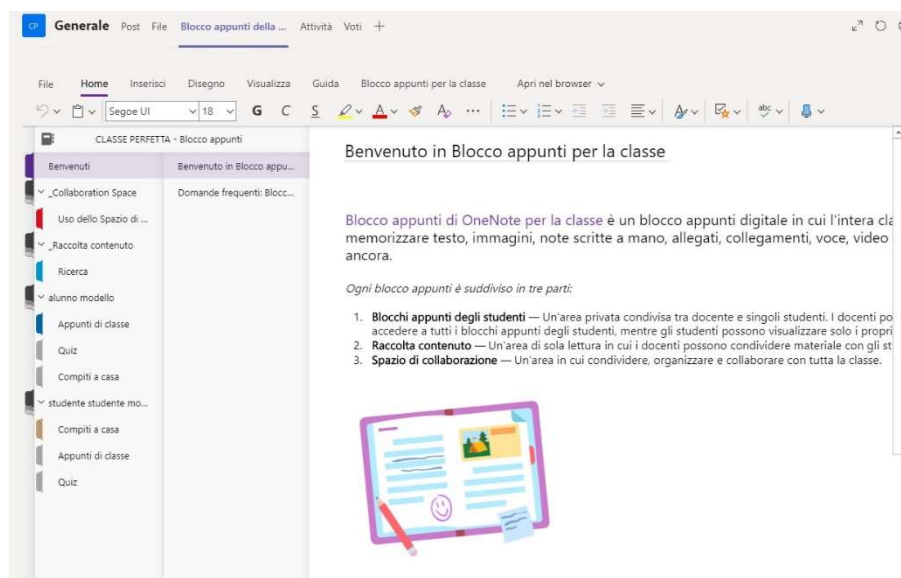 CP Generale Post File Blocco appunti della ... Attività Voti
File Home Inserisci Disegno Visualizza Guida Blocco appunti per la classe Apri nel browser
Segoe UI 18 G C S A A ... A abc
CLASSE PERFETTA - Blocco appunti
Benvenuti
_Collaboration Space
Uso dello Spazio di ...
_Raccolta contenuto
Ricerca
alunno modello
Appunti di classe
Quiz
Compiti a casa
studente studente mo...
Compiti a casa
Appunti di classe
Quiz
Benvenuto in Blocco appu...
Domande frequenti: Blocc...
Benvenuto in Blocco appunti per la classe
Blocco appunti di OneNote per la classe è un blocco appunti digitale in cui l'intera cla
memorizzare testo, immagini, note scritte a mano, allegati, collegamenti, voce, video
ancora.
Ogni blocco appunti è suddiviso in tre parti:
1. Blocchi appunti degli studenti — Un'area privata condivisa tra docente e singoli studenti. I docenti po
accedere a tutti i blocchi appunti degli studenti, mentre gli studenti possono visualizzare solo i propri
2. Raccolta contenuto — Un'area di sola lettura in cui i docenti possono condividere materiale con gli st
3. Spazio di collaborazione — Un'area in cui condividere, organizzare e collaborare con tutta la classe.